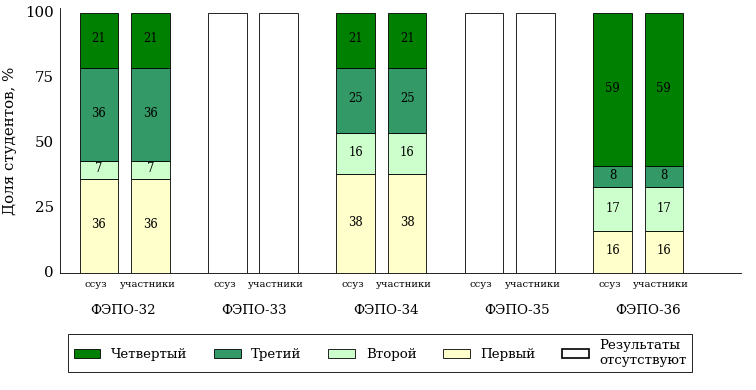 Доля студентов, %
100
75
50
25
0
21 21 21 21 59 59
36 36 25 25 8 8
7 7 16 16 17 17
36 36 38 38 16 16
ссуз участники ссуз участники ссуз участники ссуз участники ссуз участники
ФЭПО-32 ФЭПО-33 ФЭПО-34 ФЭПО-35 ФЭПО-36
Четвертый Третий Второй Первый Результаты
отсутствуют